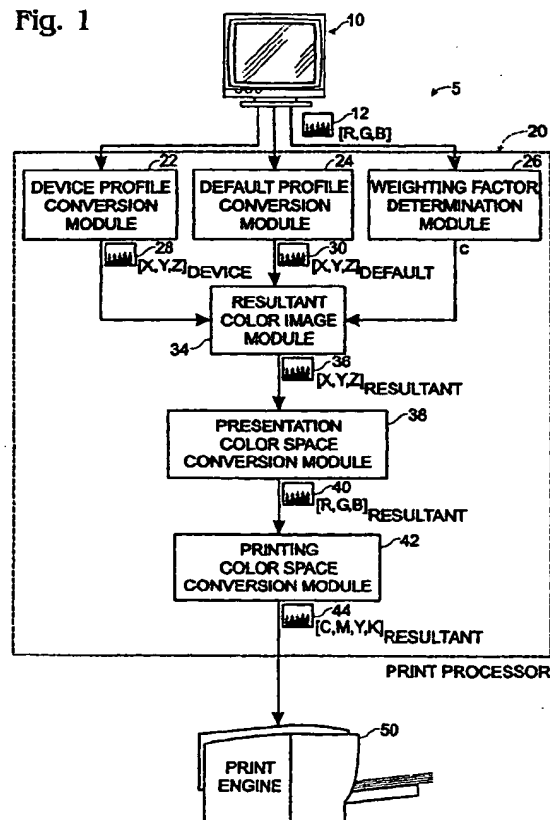 Fig. 1
10
5
12
[R,G,B]
20
22
24
26
DEVICE PROFILE
CONVERSION
MODULE
DEFAULT PROFILE
CONVERSION
MODULE
WEIGHTING FACTOR
DETERMINATION
MODULE
28
[X,Y,Z]DEVICE
30
[X,Y,Z]DEFAULT
C
RESULTANT
COLOR IMAGE
MODULE
34
36
[X,Y,Z]RESULTANT
PRESENTATION
COLOR SPACE
CONVERSION MODULE
38
40
[R,G,B]RESULTANT
PRINTING
COLOR SPACE
CONVERSION MODULE
42
44
[C,M,Y,K]RESULTANT
PRINT PROCESSOR
50
PRINT
ENGINE